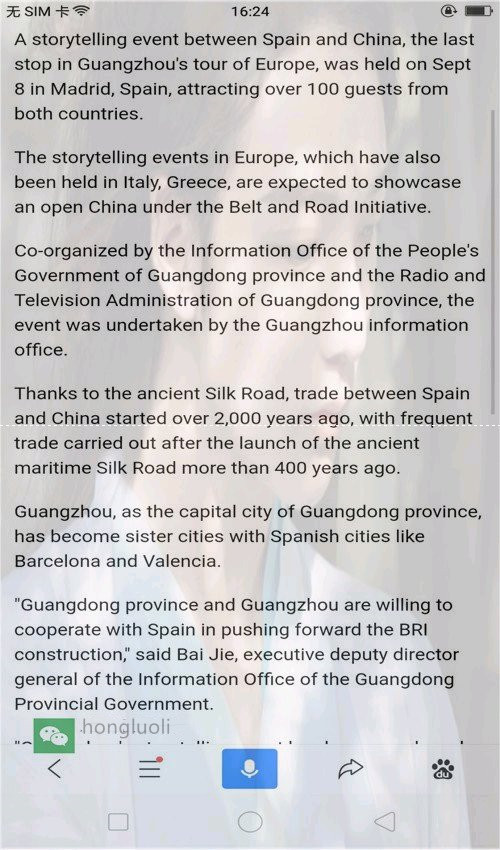 无 SIM 卡 16:24
A storytelling event between Spain and China, the last
stop in Guangzhou's tour of Europe, was held on Sept
8 in Madrid, Spain, attracting over 100 guests from
both countries.
The storytelling events in Europe, which have also
been held in Italy, Greece, are expected to showcase
an open China under the Belt and Road Initiative.
Co-organized by the Information Office of the People's
Government of Guangdong province and the Radio and
Television Administration of Guangdong province, the
event was undertaken by the Guangzhou information
office.
Thanks to the ancient Silk Road, trade between Spain
and China started over 2,000 years ago, with frequent
trade carried out after the launch of the ancient
maritime Silk Road more than 400 years ago.
Guangzhou, as the capital city of Guangdong province,
has become sister cities with Spanish cities like
Barcelona and Valencia.
"Guangdong province and Guangzhou are willing to
cooperate with Spain in pushing forward the BRI
construction," said Bai Jie, executive deputy director
general of the Information Office of the Guangdong
Provincial Government.
hongluoli
du